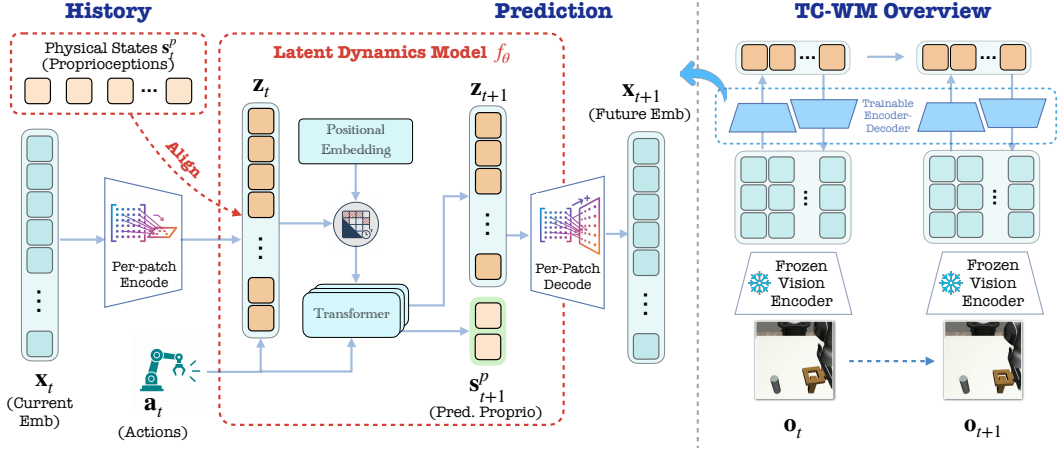 History
Prediction
TC-WM Overview
Physical States s_t^p
(Proprioceptions)
Latent Dynamics Model f_θ
z_t
z_{t+1}
x_{t+1}
(Future Emb)
Trainable
Encoder-
Decoder
Positional
Embedding
Align
Per-patch
Encode
Per-Patch
Decode
Transformer
Frozen
Vision
Encoder
Frozen
Vision
Encoder
x_t
(Current
Emb)
a_t
(Actions)
s_{t+1}^p
(Pred. Proprio)
o_t
o_{t+1}